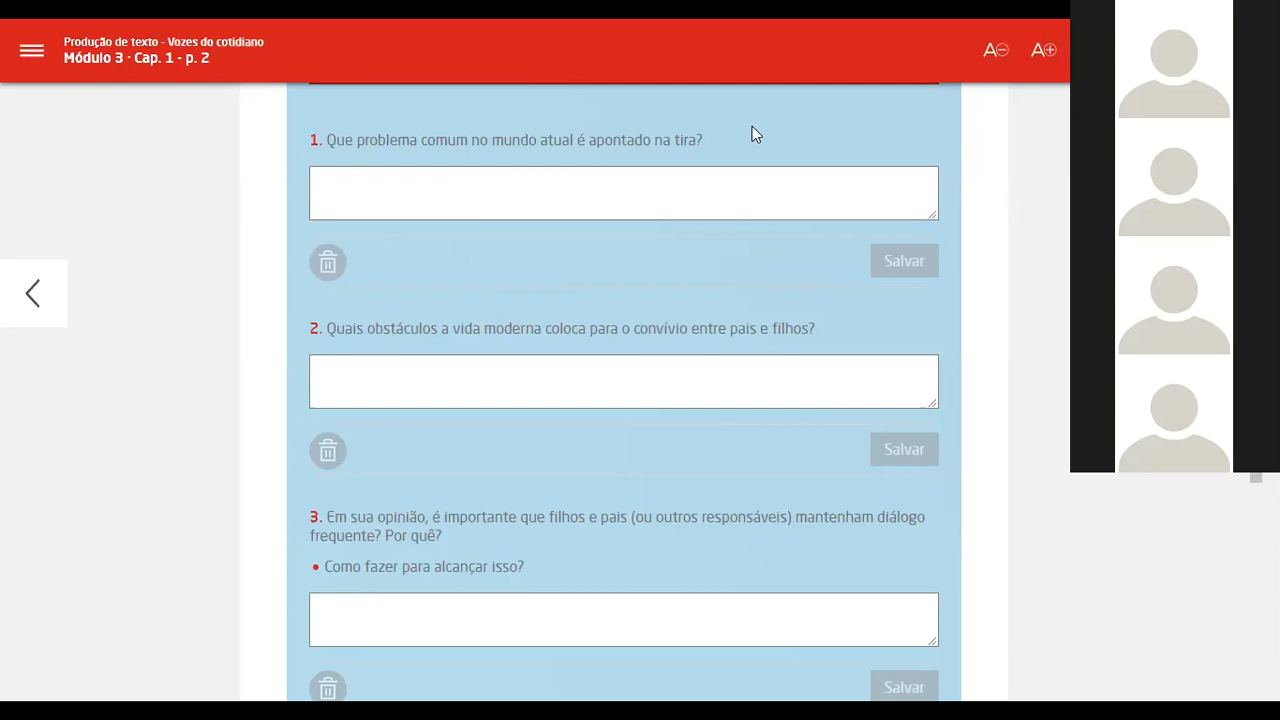 Produção de texto - Vozes do cotidiano
Módulo 3 · Cap. 1 - p. 2
A- A+
1. Que problema comum no mundo atual é apontado na tira?
Salvar
2. Quais obstáculos a vida moderna coloca para o convívio entre pais e filhos?
Salvar
3. Em sua opinião, é importante que filhos e pais (ou outros responsáveis) mantenham diálogo
frequente? Por quê?
• Como fazer para alcançar isso?
Salvar